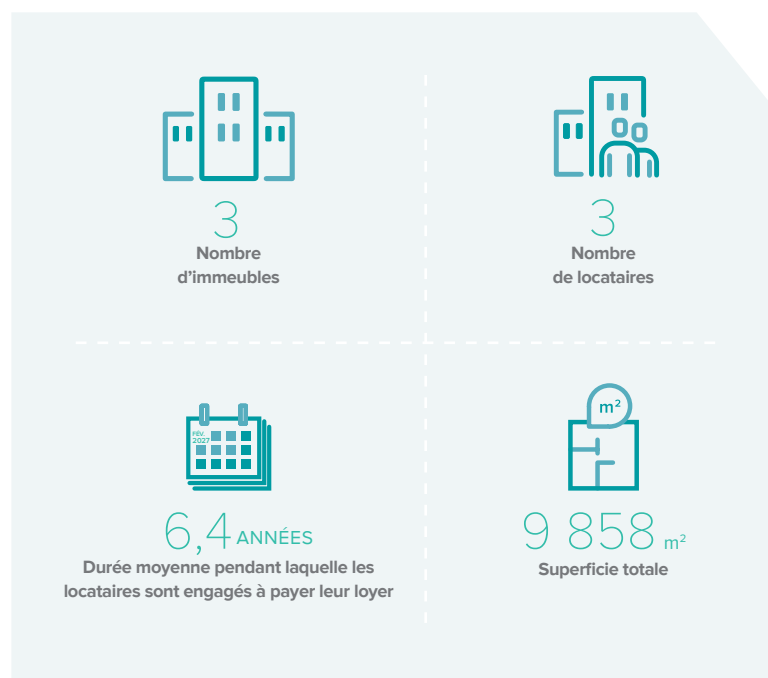 3
Nombre
d’immeubles
3
Nombre
de locataires
FÉV.
2027
6,4 ANNÉES
Durée moyenne pendant laquelle les
locataires sont engagés à payer leur loyer
m²
9 858 m²
Superficie totale